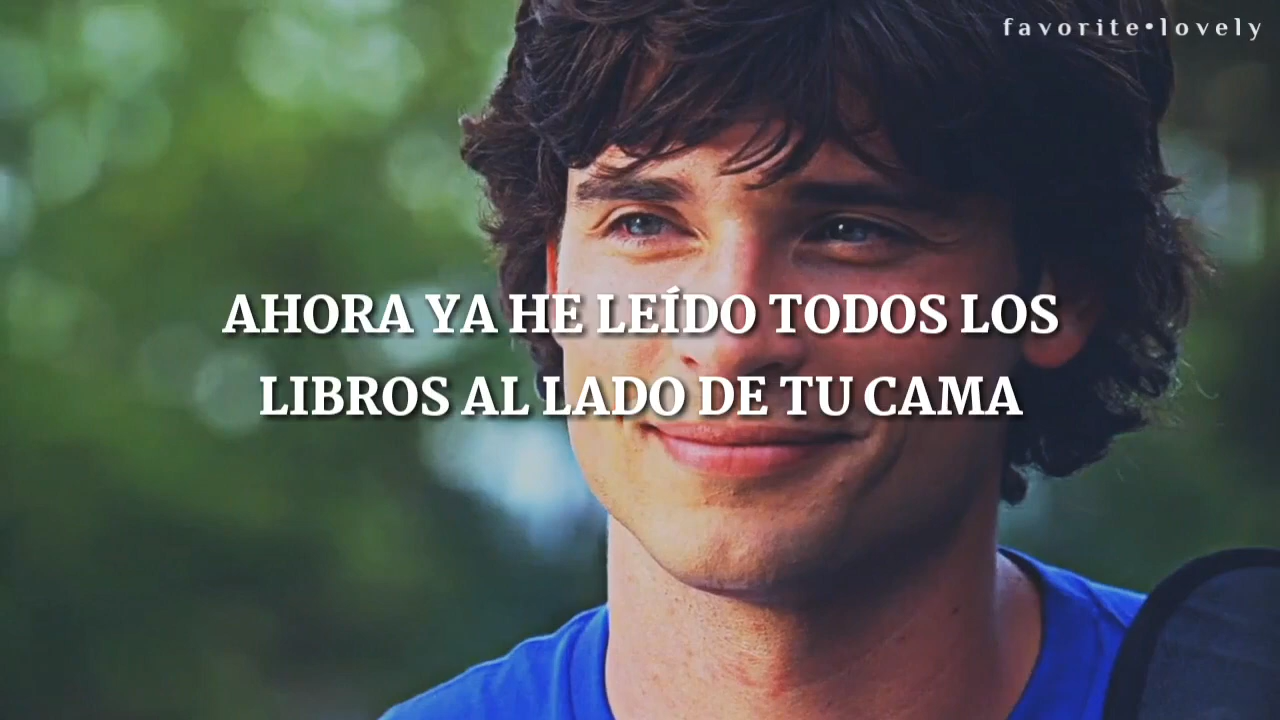 favorite•lovely
AHORA YA HE LEÍDO TODOS LOS
LIBROS AL LADO DE TU CAMA